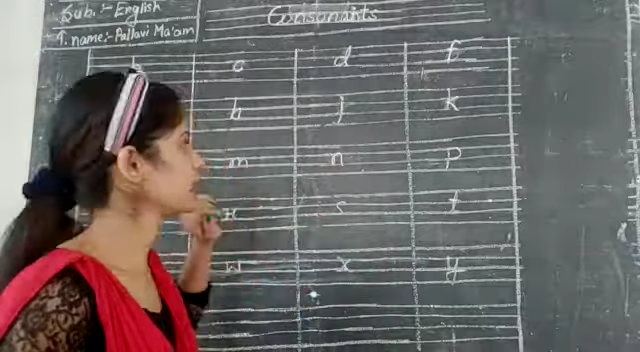 Sub. :- English
T. name:- Pallavi Ma'am
Consonants
c d f
h j k
m n p
r s t
w x y